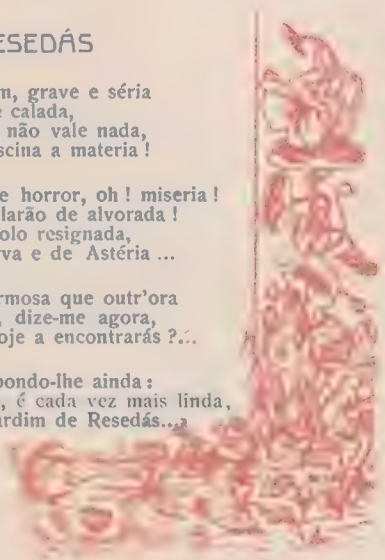 ESEDÁS
m, grave e séria
e calada,
não vale nada,
scina a materia !
e horror, oh ! miseria !
larão de alvorada !
olo resignada,
va e de Astéria ...
rmosa que outr'ora
, dize-me agora,
oje a encontrarás ?...
pondo-lhe ainda :
, é cada vez mais linda,
ardim de Resedás...